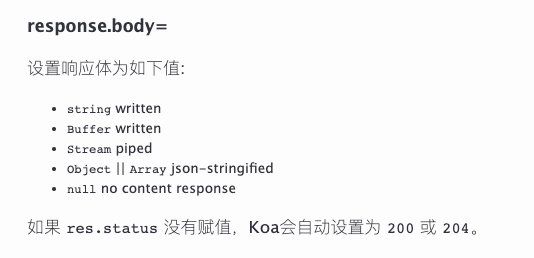 response.body=
设置响应体为如下值:
• string written
• Buffer written
• Stream piped
• Object || Array json-stringified
• null no content response
如果 res.status 没有赋值，Koa会自动设置为 200 或 204。